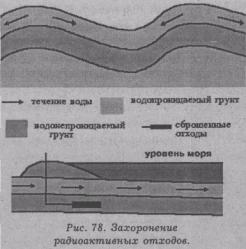 течение воды
водопроницаемый грунт
водонепроницаемый грунт
сброшенные отходы
уровень моря
Рис. 78. Захоронение
радиоактивных отходов.